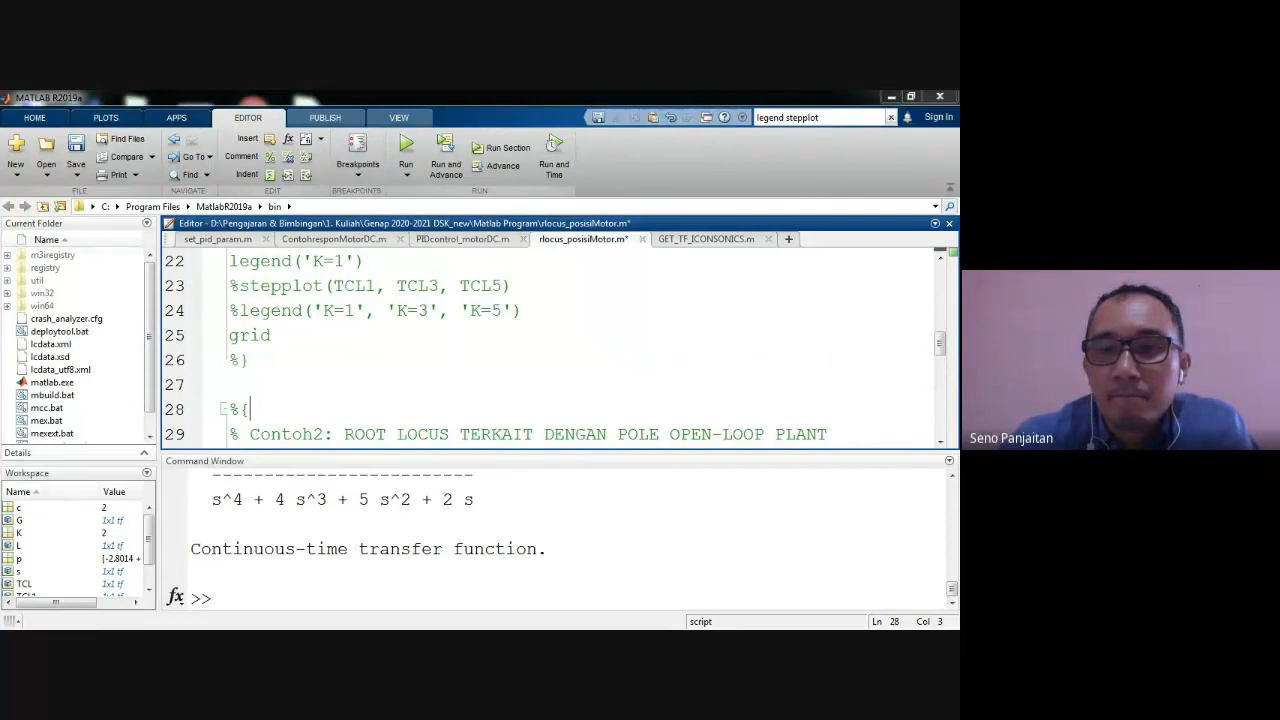 MATLAB R2019a
HOME PLOTS APPS EDITOR PUBLISH VIEW legend stepplot Sign In
New Open Save Find Files Compare Print Insert fx Comment Indent Go To Find Breakpoints Run Run and Advance Run Section Advance Run and Time
FILE NAVIGATE EDIT BREAKPOINTS RUN
C: Program Files MatlabR2019a bin
Current Folder
Editor - D:\Pengajaran & Bimbingan\1. Kuliah\Genap 2020-2021 DSK_new\Matlab Program\rlocus_posisiMotor.m*
Name
set_pid_param.m ContohresponMotorDC.m PIDcontrol_motorDC.m rlocus_posisiMotor.m* GET_TF_ICONSONICS.m
m3iregistry
registry
util
win32
win64
crash_analyzer.cfg
deploytool.bat
lcdata.xml
lcdata.xsd
lcdata_utf8.xml
matlab.exe
mbuild.bat
mcc.bat
mex.bat
mexext.bat
Details
Workspace
Name Value
c 2
G 1x1 tf
K 2
L 1x1 tf
p [-2.8014 +
s 1x1 tf
TCL 1x1 tf
22 legend('K=1')
23 %stepplot(TCL1, TCL3, TCL5)
24 %legend('K=1', 'K=3', 'K=5')
25 grid
26 %}
27
28 %{
29 % Contoh2: ROOT LOCUS TERKAIT DENGAN POLE OPEN-LOOP PLANT
Command Window
------------------------
s^4 + 4 s^3 + 5 s^2 + 2 s
Continuous-time transfer function.
fx >>
script Ln 28 Col 3
Seno Panjaitan